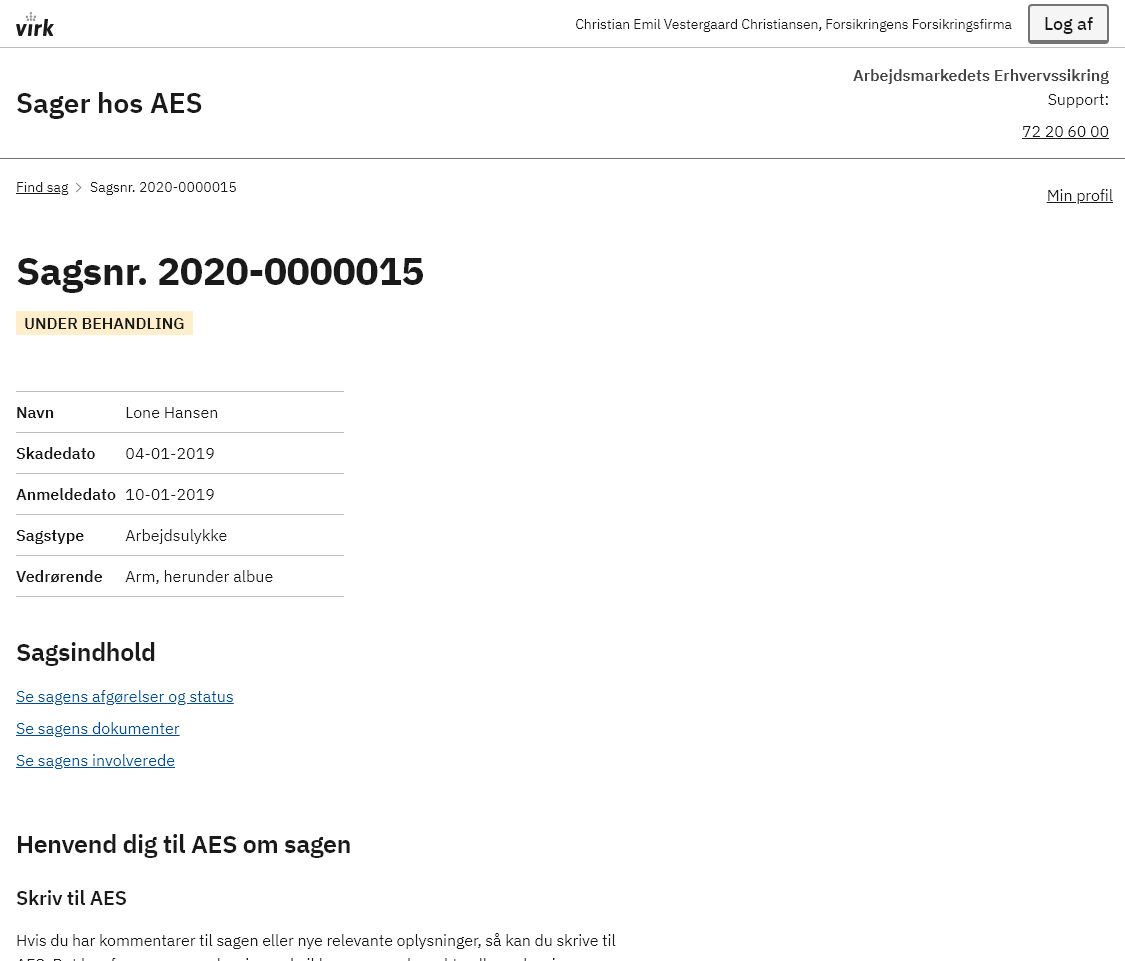 virk
Christian Emil Vestergaard Christiansen, Forsikringens Forsikringsfirma
Log af
Sager hos AES
Arbejdsmarkedets Erhvervssikring
Support:
72 20 60 00
Find sag > Sagsnr. 2020-0000015
Min profil
Sagsnr. 2020-0000015
UNDER BEHANDLING
Navn Lone Hansen
Skadedato 04-01-2019
Anmeldedato 10-01-2019
Sagstype Arbejdsulykke
Vedrørende Arm, herunder albue
Sagsindhold
Se sagens afgørelser og status
Se sagens dokumenter
Se sagens involverede
Henvend dig til AES om sagen
Skriv til AES
Hvis du har kommentarer til sagen eller nye relevante oplysninger, så kan du skrive til